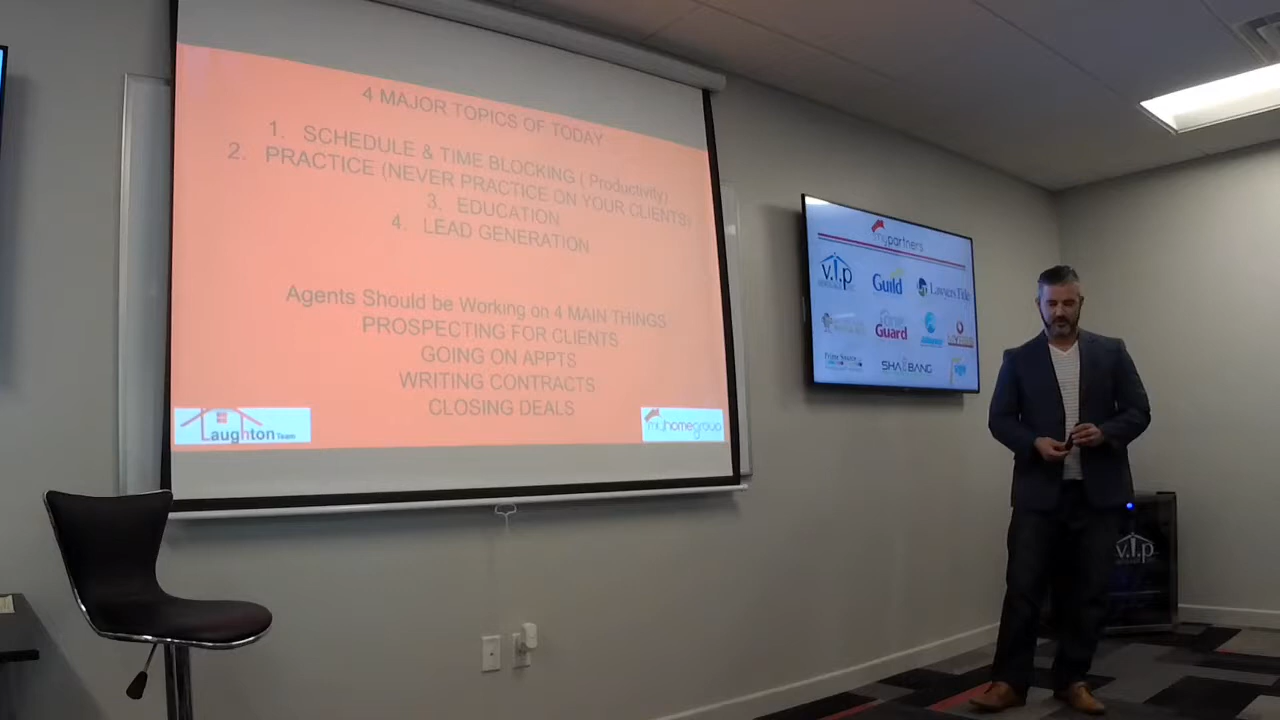 4 MAJOR TOPICS OF TODAY
1. SCHEDULE & TIME BLOCKING ( Productivity)
2. PRACTICE (NEVER PRACTICE ON YOUR CLIENTS)
3. EDUCATION
4. LEAD GENERATION
Agents Should be Working on 4 MAIN THINGS
PROSPECTING FOR CLIENTS
GOING ON APPTS
WRITING CONTRACTS
CLOSING DEALS
Laughton Team
myhomegroup
mypartners
v.i.p
Guild
Lawyers Title
Guard
SHA BANG
v.i.p